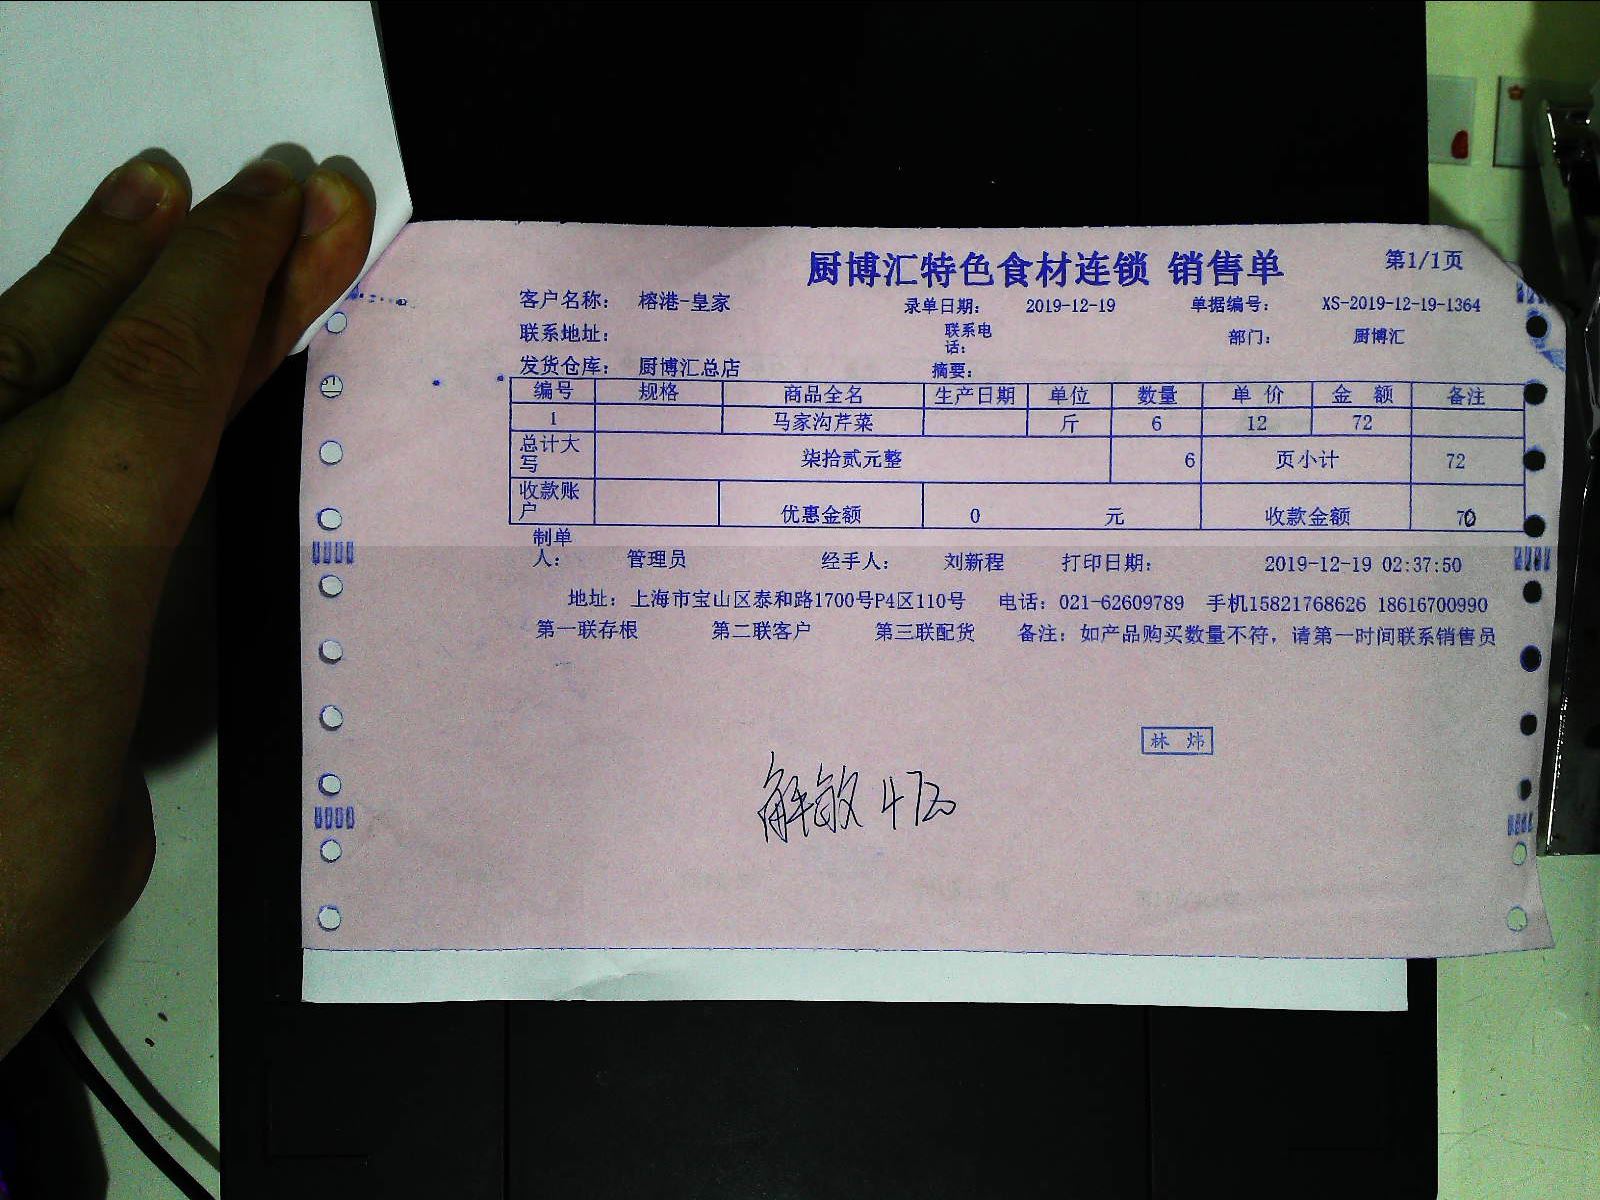 厨博汇特色食材连锁 销售单 第1/1页
客户名称: 榕港-皇家 录单日期: 2019-12-19 单据编号: XS-2019-12-19-1364
联系地址: 联系电话: 部门: 厨博汇
发货仓库: 厨博汇总店 摘要:
编号 规格 商品全名 生产日期 单位 数量 单价 金额 备注
1 马家沟芹菜 斤 6 12 72
总计大写 柒拾贰元整 6 页小计 72
收款账户 优惠金额 0 元 收款金额 70
制单人: 管理员 经手人: 刘新程 打印日期: 2019-12-19 02:37:50
地址: 上海市宝山区泰和路1700号P4区110号 电话: 021-62609789 手机15821768626 18616700990
第一联存根 第二联客户 第三联配货 备注: 如产品购买数量不符, 请第一时间联系销售员
林 炜
解敏